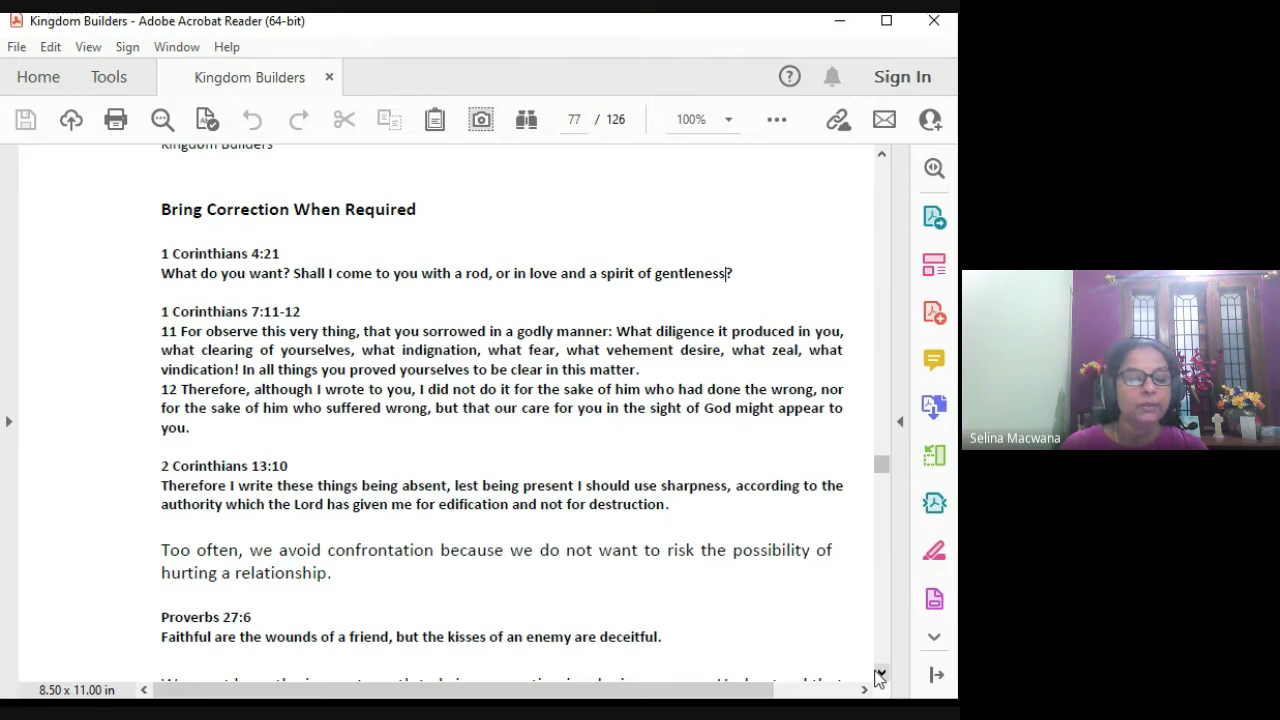 Kingdom Builders - Adobe Acrobat Reader (64-bit)
File Edit View Sign Window Help
Home Tools Kingdom Builders × Sign In
77 / 126 100%
Kingdom Builders
Bring Correction When Required
1 Corinthians 4:21
What do you want? Shall I come to you with a rod, or in love and a spirit of gentleness?
1 Corinthians 7:11-12
11 For observe this very thing, that you sorrowed in a godly manner: What diligence it produced in you,
what clearing of yourselves, what indignation, what fear, what vehement desire, what zeal, what
vindication! In all things you proved yourselves to be clear in this matter.
12 Therefore, although I wrote to you, I did not do it for the sake of him who had done the wrong, nor
for the sake of him who suffered wrong, but that our care for you in the sight of God might appear to
you.
2 Corinthians 13:10
Therefore I write these things being absent, lest being present I should use sharpness, according to the
authority which the Lord has given me for edification and not for destruction.
Too often, we avoid confrontation because we do not want to risk the possibility of
hurting a relationship.
Proverbs 27:6
Faithful are the wounds of a friend, but the kisses of an enemy are deceitful.
8.50 x 11.00 in
Selina Macwana